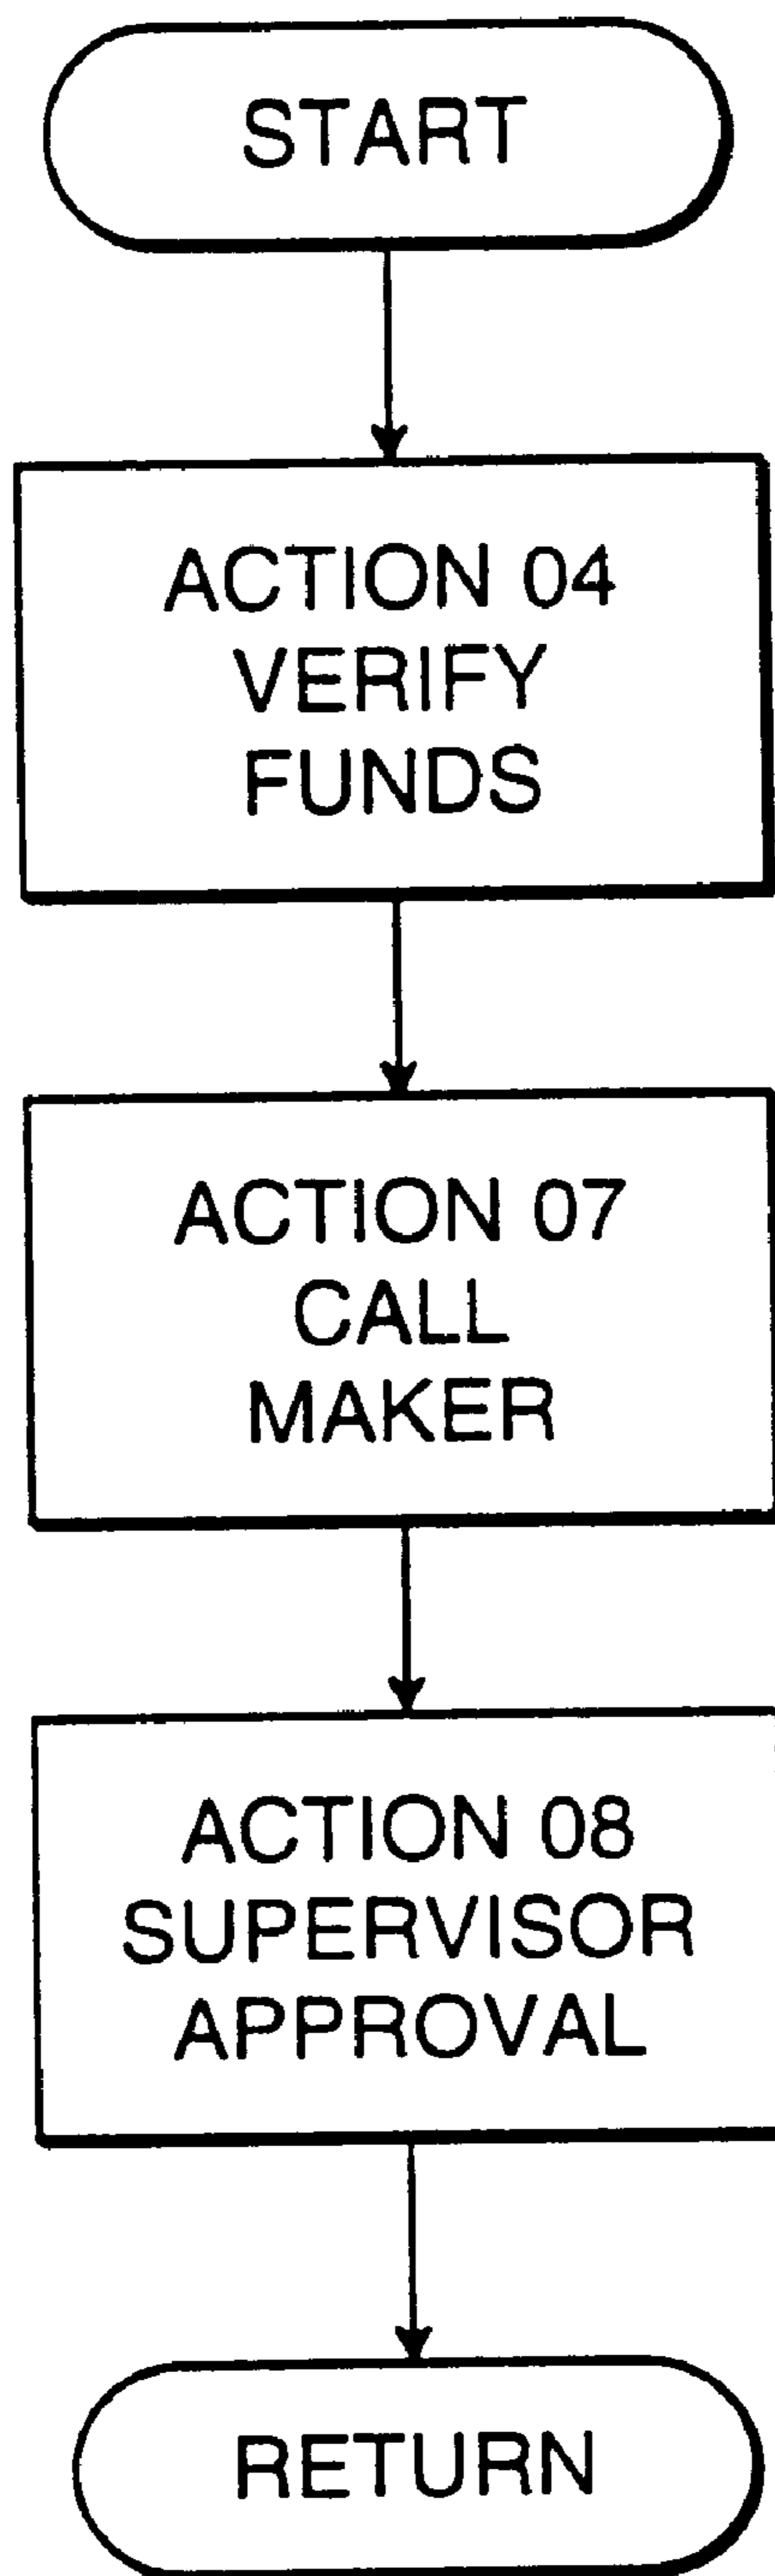 START
ACTION 04
VERIFY
FUNDS
ACTION 07
CALL
MAKER
ACTION 08
SUPERVISOR
APPROVAL
RETURN